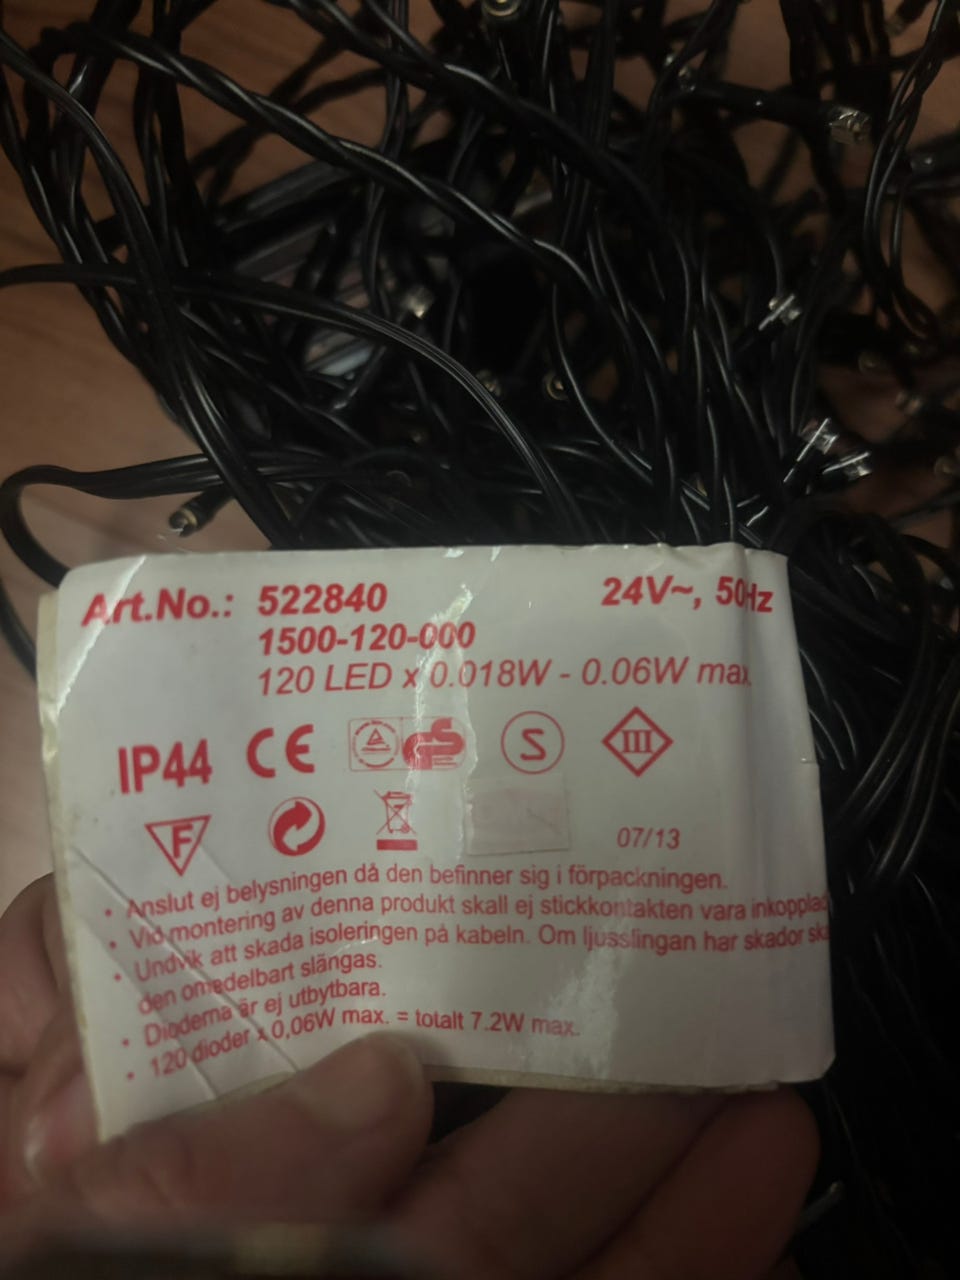 Art.No.: 522840 24V~, 50Hz
1500-120-000
120 LED x 0.018W - 0.06W max
IP44 CE S III
F 07/13
• Anslut ej belysningen då den befinner sig i förpackningen.
• Vid montering av denna produkt skall ej stickkontakten vara inkopplad
• Undvik att skada isoleringen på kabeln. Om ljusslingan har skador ska
den omedelbart slängas.
• Dioderna är ej utbytbara.
• 120 dioder x 0,06W max. = totalt 7.2W max.